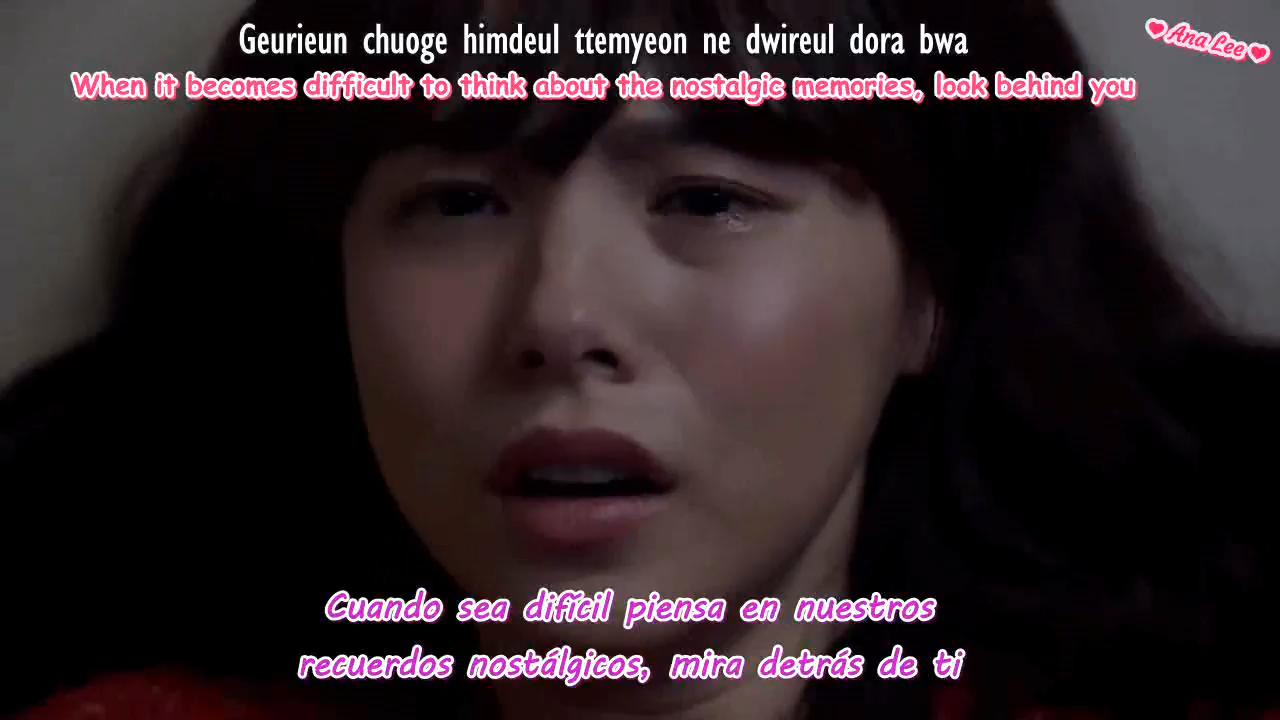 Geurieun chuoge himdeul ttemyeon ne dwireul dora bwa
Ana Lee
When it becomes difficult to think about the nostalgic memories, look behind you
Cuando sea difícil piensa en nuestros
recuerdos nostálgicos, mira detrás de ti